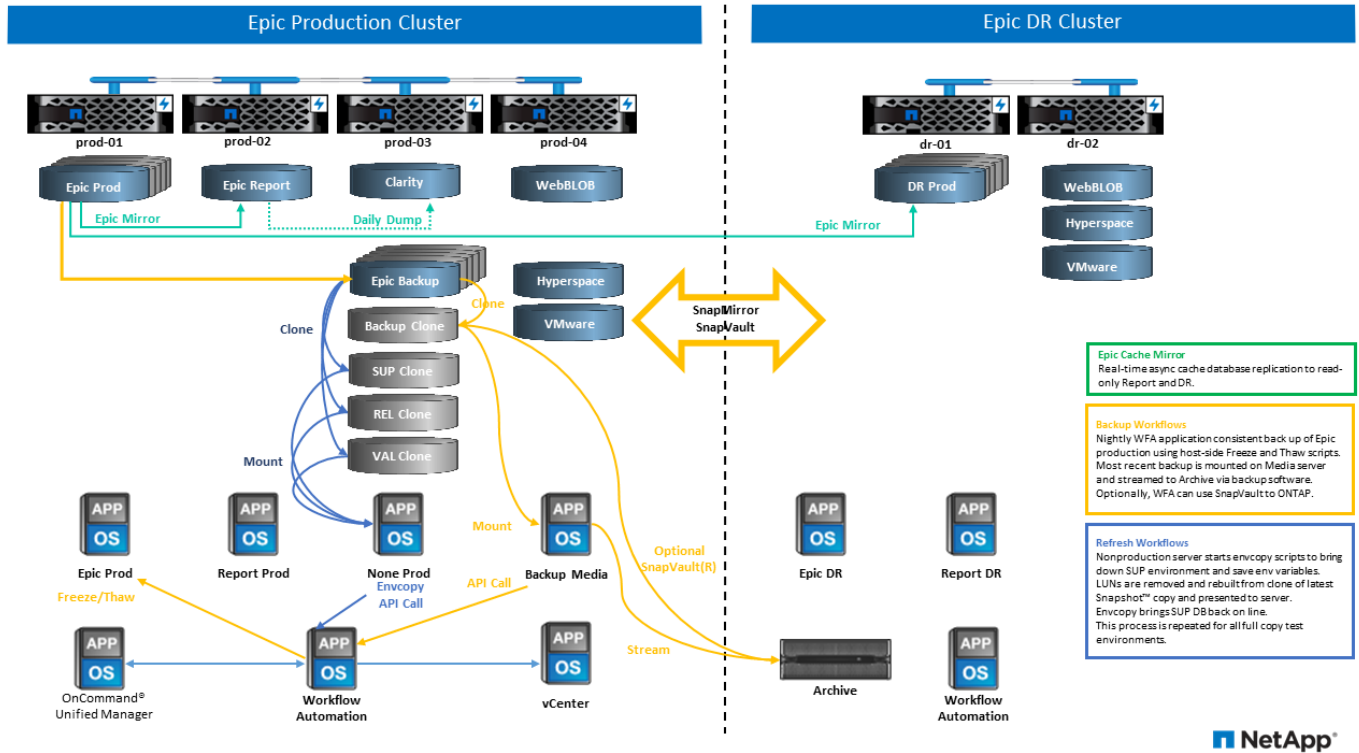 Epic Production Cluster
Epic DR Cluster
prod-01
prod-02
prod-03
prod-04
dr-01
dr-02
Epic Prod
Epic Report
Clarity
WebBLOB
DR Prod
WebBLOB
Epic Mirror
Daily Dump
Epic Mirror
Hyperspace
VMware
Epic Backup
Hyperspace
Clone
SnapMirror
SnapVault
Clone
Backup Clone
VMware
SUP Clone
REL Clone
Mount
VAL Clone
Epic Cache Mirror
Real-time async cache database replication to read-
only Report and DR.
Backup Workflows
Nightly WFA application consistent back up of Epic
production using host-side Freeze and Thaw scripts.
Most recent backup is mounted on Media server
and streamed to Archive via backup software.
Optionally, WFA can use SnapVault to ONTAP.
APP
OS
APP
OS
APP
OS
APP
OS
APP
OS
APP
OS
Mount
Optional
SnapVault(R)
Epic Prod
Report Prod
None Prod
Backup Media
Epic DR
Report DR
Freeze/Thaw
Envcopy
API Call
API Call
Refresh Workflows
Nonproduction server starts envcopy scripts to bring
down SUP environment and save env variables.
LUNs are removed and rebuilt from clone of latest
Snapshot™ copy and presented to server.
Envcopy brings SUP DB back on line.
This process is repeated for all full copy test
environments.
APP
OS
APP
OS
APP
OS
APP
OS
Stream
OnCommand®
Unified Manager
Workflow
Automation
vCenter
Archive
Workflow
Automation
NetApp®